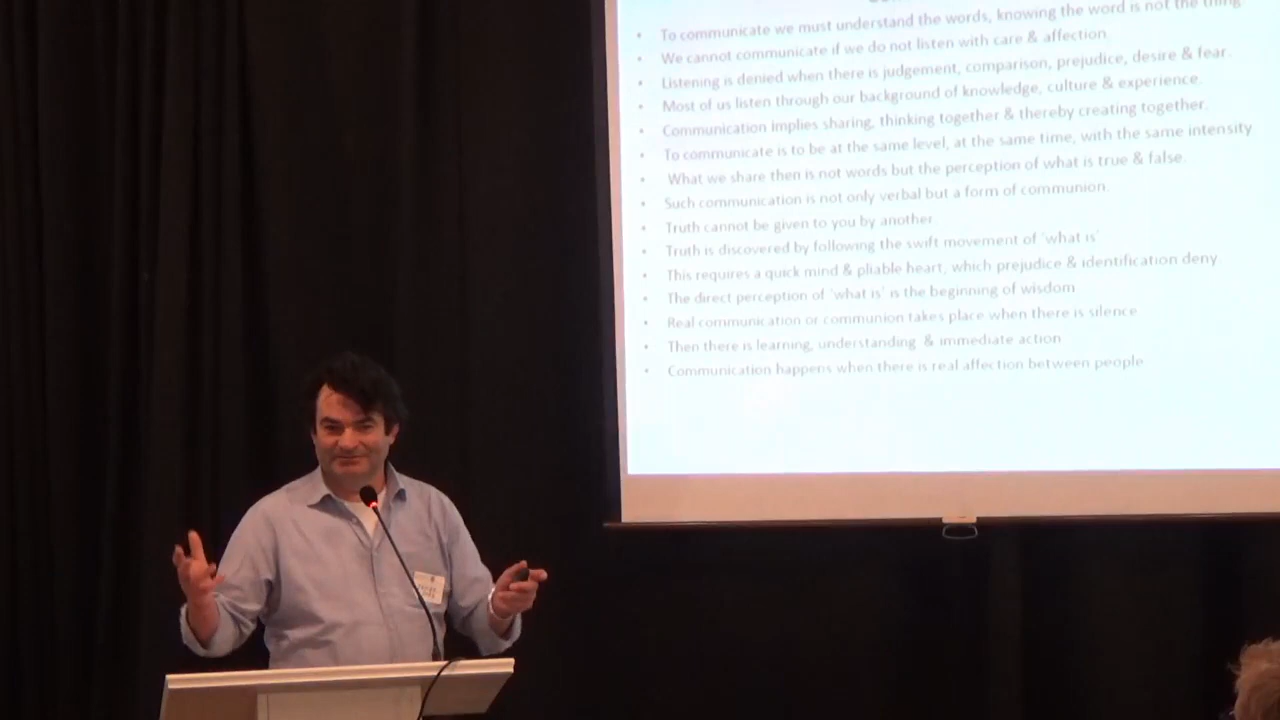 • To communicate we must understand the words, knowing the word is not the thing
• We cannot communicate if we do not listen with care & affection
• Listening is denied when there is judgement, comparison, prejudice, desire & fear.
• Most of us listen through our background of knowledge, culture & experience.
• Communication implies sharing, thinking together & thereby creating together.
• To communicate is to be at the same level, at the same time, with the same intensity
• What we share then is not words but the perception of what is true & false.
• Such communication is not only verbal but a form of communion.
• Truth cannot be given to you by another
• Truth is discovered by following the swift movement of 'what is'
• This requires a quick mind & pliable heart, which prejudice & identification deny.
• The direct perception of 'what is' is the beginning of wisdom
• Real communication or communion takes place when there is silence
• Then there is learning, understanding & immediate action
• Communication happens when there is real affection between people